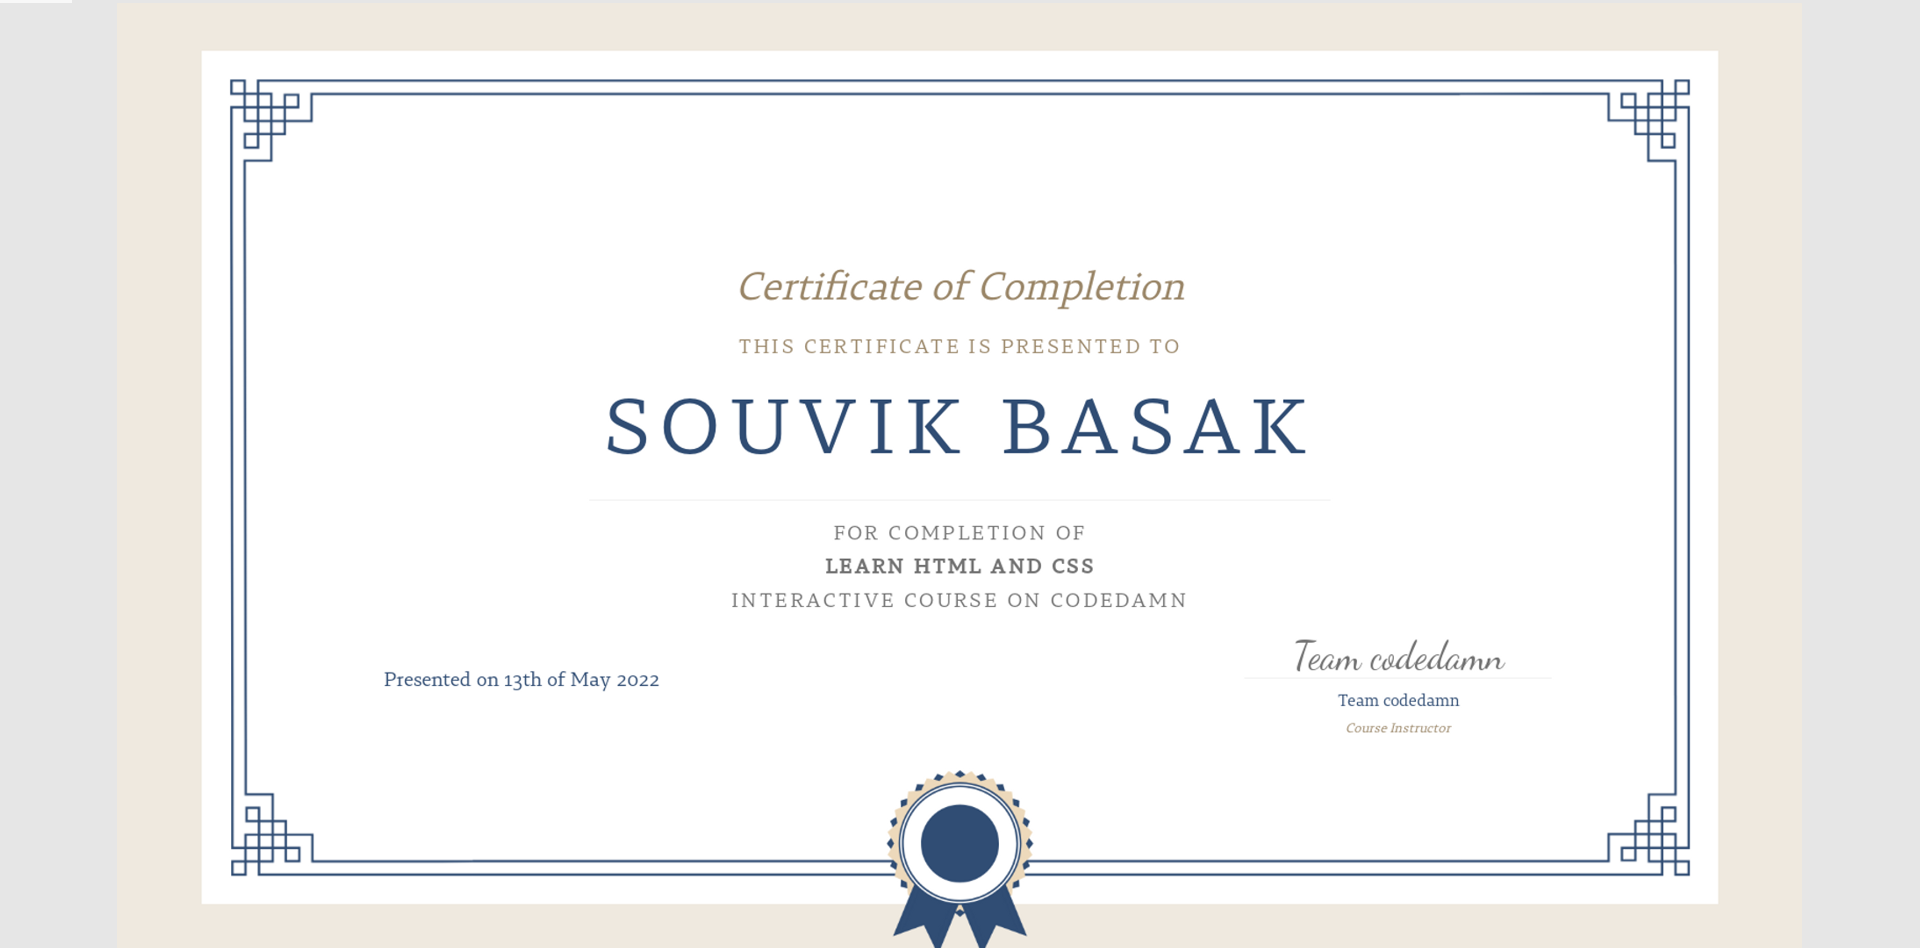 Certificate of Completion
THIS CERTIFICATE IS PRESENTED TO
SOUVIK BASAK
FOR COMPLETION OF
LEARN HTML AND CSS
INTERACTIVE COURSE ON CODEDAMN
Presented on 13th of May 2022
Team codedamn
Team codedamn
Course Instructor